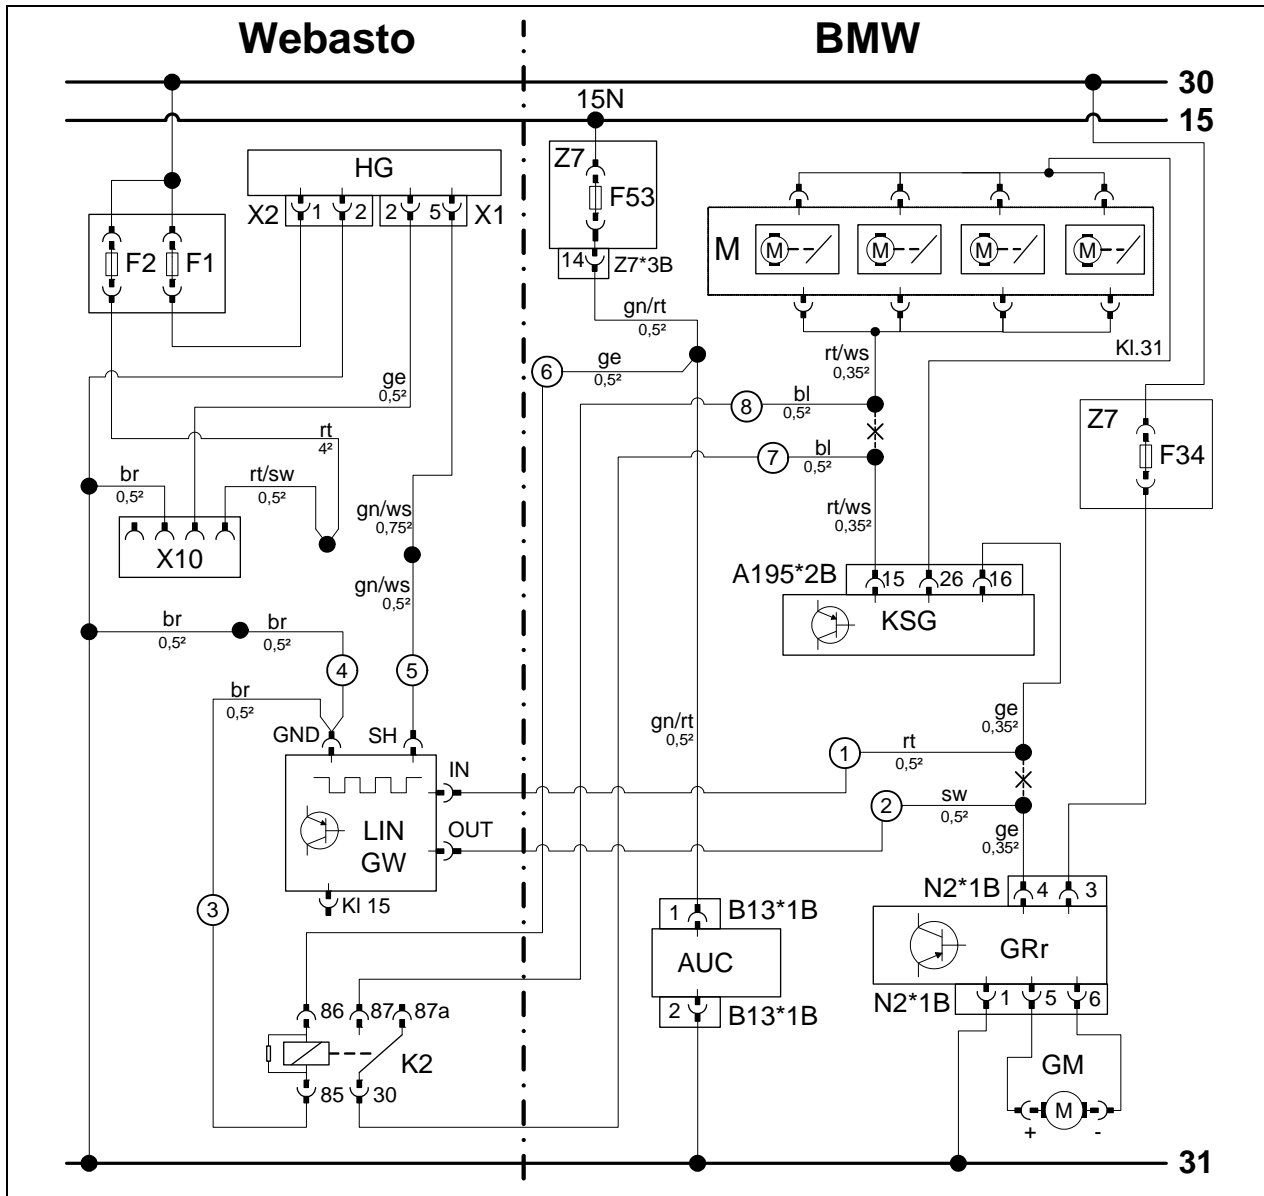 Webasto
BMW
30
15N
15
HG
Z7
F53
X2
1
2
2
5
X1
F2
F1
14
Z7*3B
M
M
M
M
M
gn/rt
0,5²
Kl.31
rt/ws
0,35²
6
ge
0,5²
ge
0,5²
8
bl
0,5²
Z7
F34
rt
4²
7
bl
0,5²
br
0,5²
rt/sw
0,5²
gn/ws
0,75²
rt/ws
0,35²
X10
A195*2B
15
26
16
gn/ws
0,5²
KSG
br
0,5²
br
0,5²
4
5
br
0,5²
gn/rt
0,5²
ge
0,35²
GND
SH
1
rt
0,5²
IN
2
sw
0,5²
LIN
GW
OUT
ge
0,35²
3
Kl 15
N2*1B
4
3
1
B13*1B
AUC
GRr
2
B13*1B
N2*1B
1
5
6
86
87
87a
K2
GM
85
30
M
+
-
31